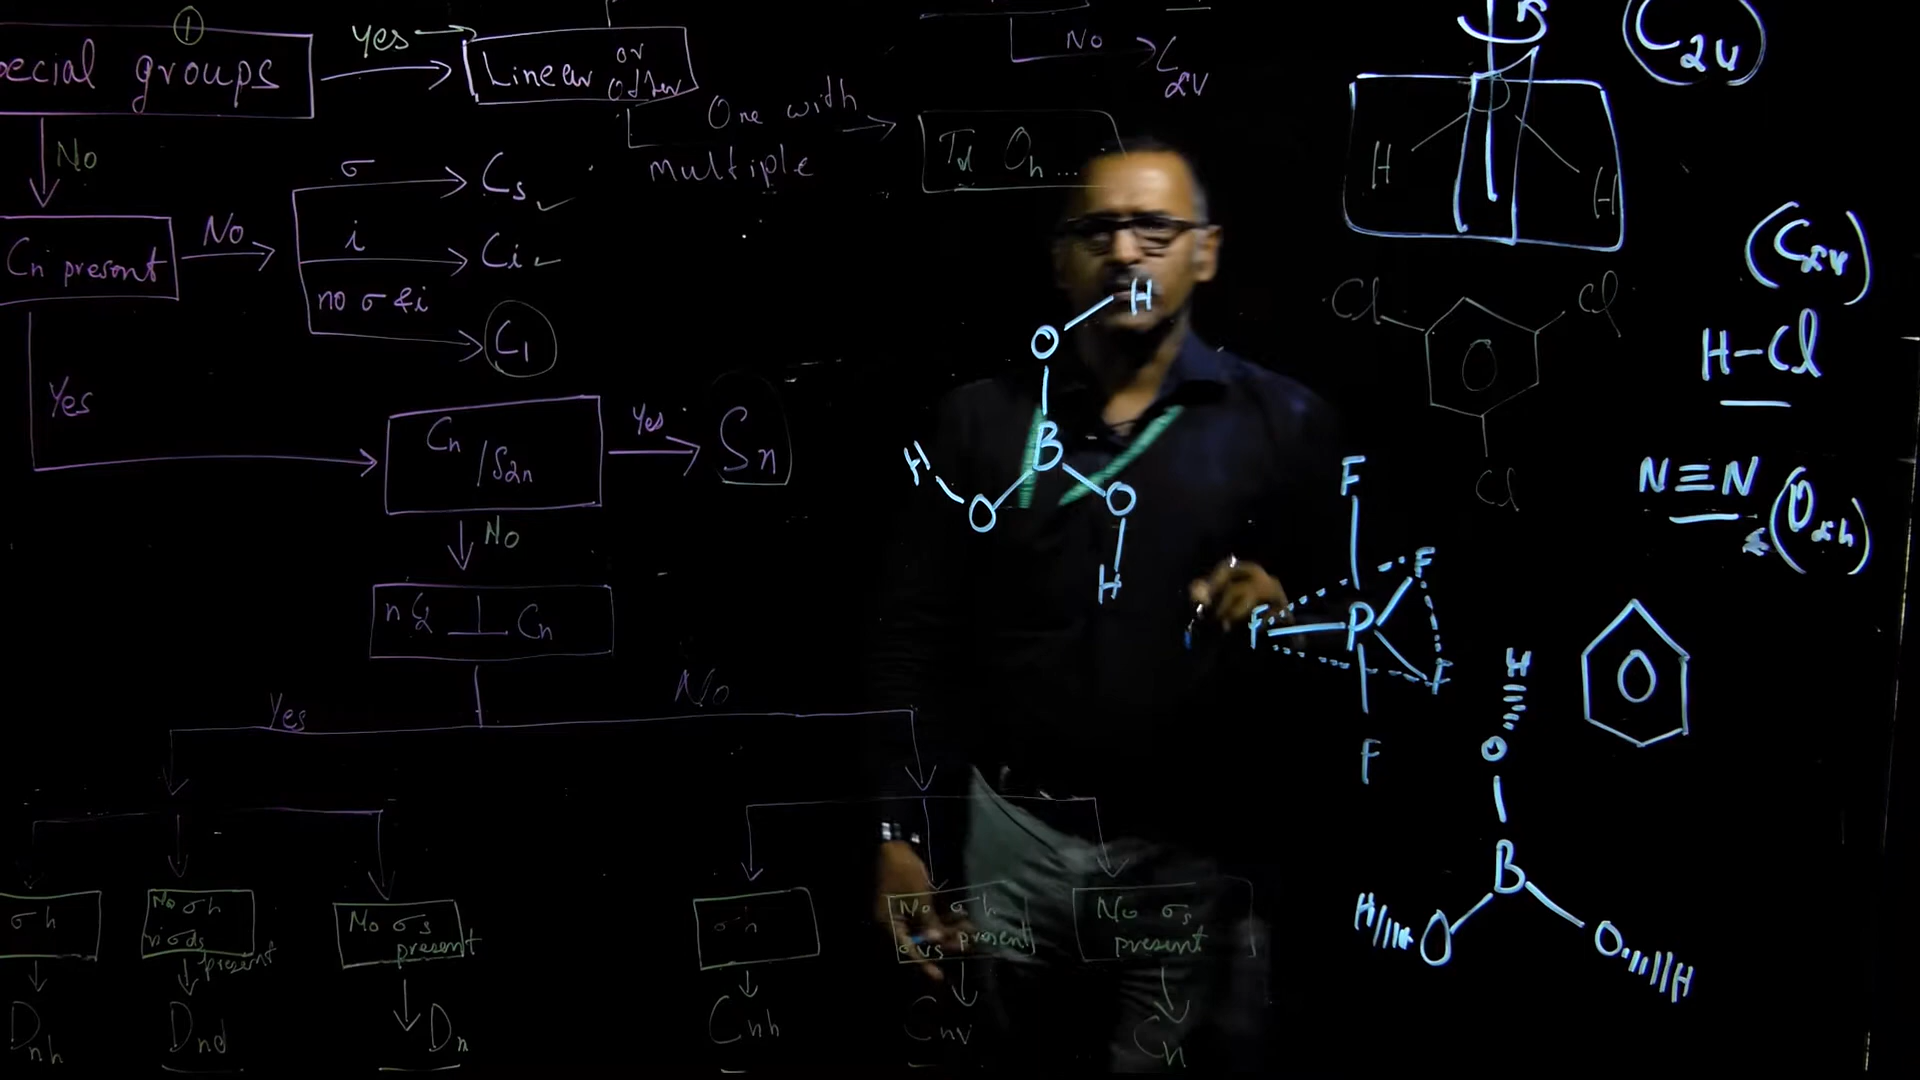 ①
pecial groups
yes
Linear or other
No
C2v
C2v
One with
multiple
Td Oh ...
No
Cn present
No
σ
Cs
i
Ci
no σ & i
C1
Yes
Cn
/S2n
Yes
Sn
No
nC2 ⊥ Cn
Yes
No
σh
No σh
nσds
present
No σs
present
σh
No σh
σvs present
No σs
present
Dnh
Dnd
Dn
Cnh
Cnv
Cn
H
O
B
H
O
O
H
H
H
(C2v)
Cl
Cl
Cl
H-Cl
N≡N (D∞h)
F
F
F
P
F
F
H
O
B
H
O
O
H